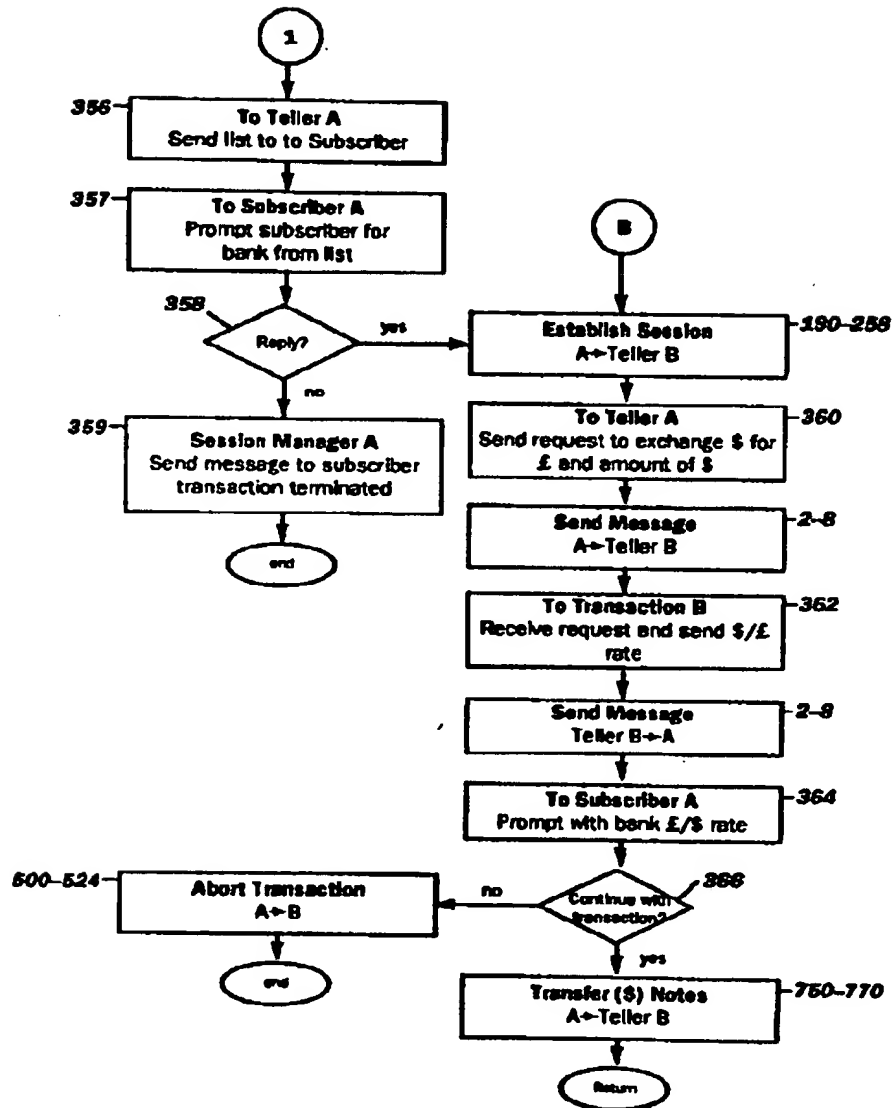 1
356
To Teller A
Send list to to Subscriber
357
To Subscriber A
Prompt subscriber for
bank from list
358
Reply?
yes
no
359
Session Manager A
Send message to subscriber
transaction terminated
end
B
Establish Session
A➛Teller B
190–258
To Teller A
Send request to exchange $ for
£ and amount of $
360
Send Message
A➛Teller B
2–8
To Transaction B
Receive request and send $/£
rate
362
Send Message
Teller B➛A
2–8
To Subscriber A
Prompt with bank £/$ rate
364
Continue with
transaction?
366
no
500–524
Abort Transaction
A➛B
end
yes
Transfer ($) Notes
A➛Teller B
750–770
Return